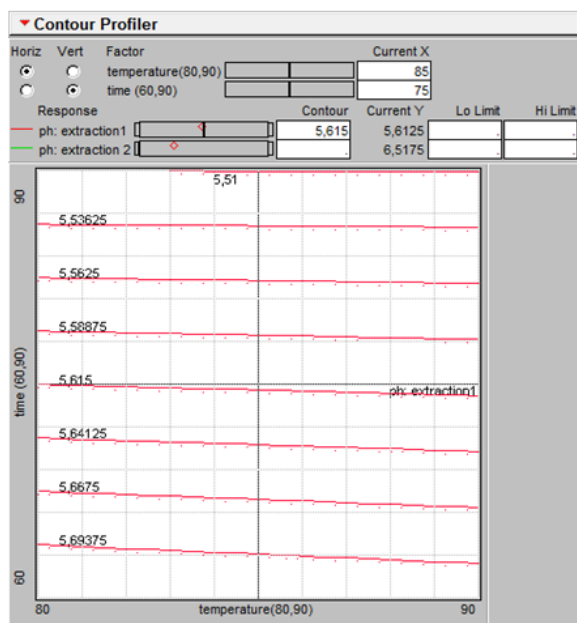 Contour Profiler
Horiz Vert Factor Current X
temperature(80,90) 85
time (60,90) 75
Response Contour Current Y Lo Limit Hi Limit
ph: extraction1 5,615 5,6125 . .
ph: extraction 2 . 6,5175 . .
90
5,51
5,53625
5,5625
5,58875
5,615
ph: extraction1
time (60,90)
5,64125
5,6675
5,69375
60
80 temperature(80,90) 90